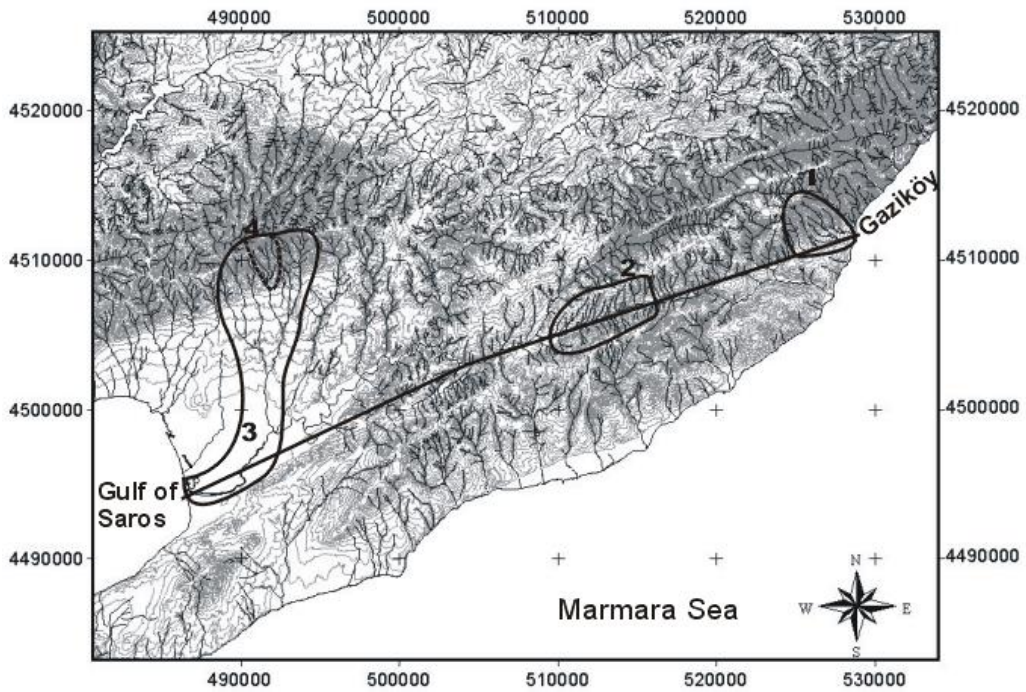 490000 500000 510000 520000 530000
4520000 4520000
1
Gaziköy
4
4510000 4510000
2
4500000 4500000
3
Gulf of
Saros
4490000 4490000
N
Marmara Sea
W E
S
490000 500000 510000 520000 530000